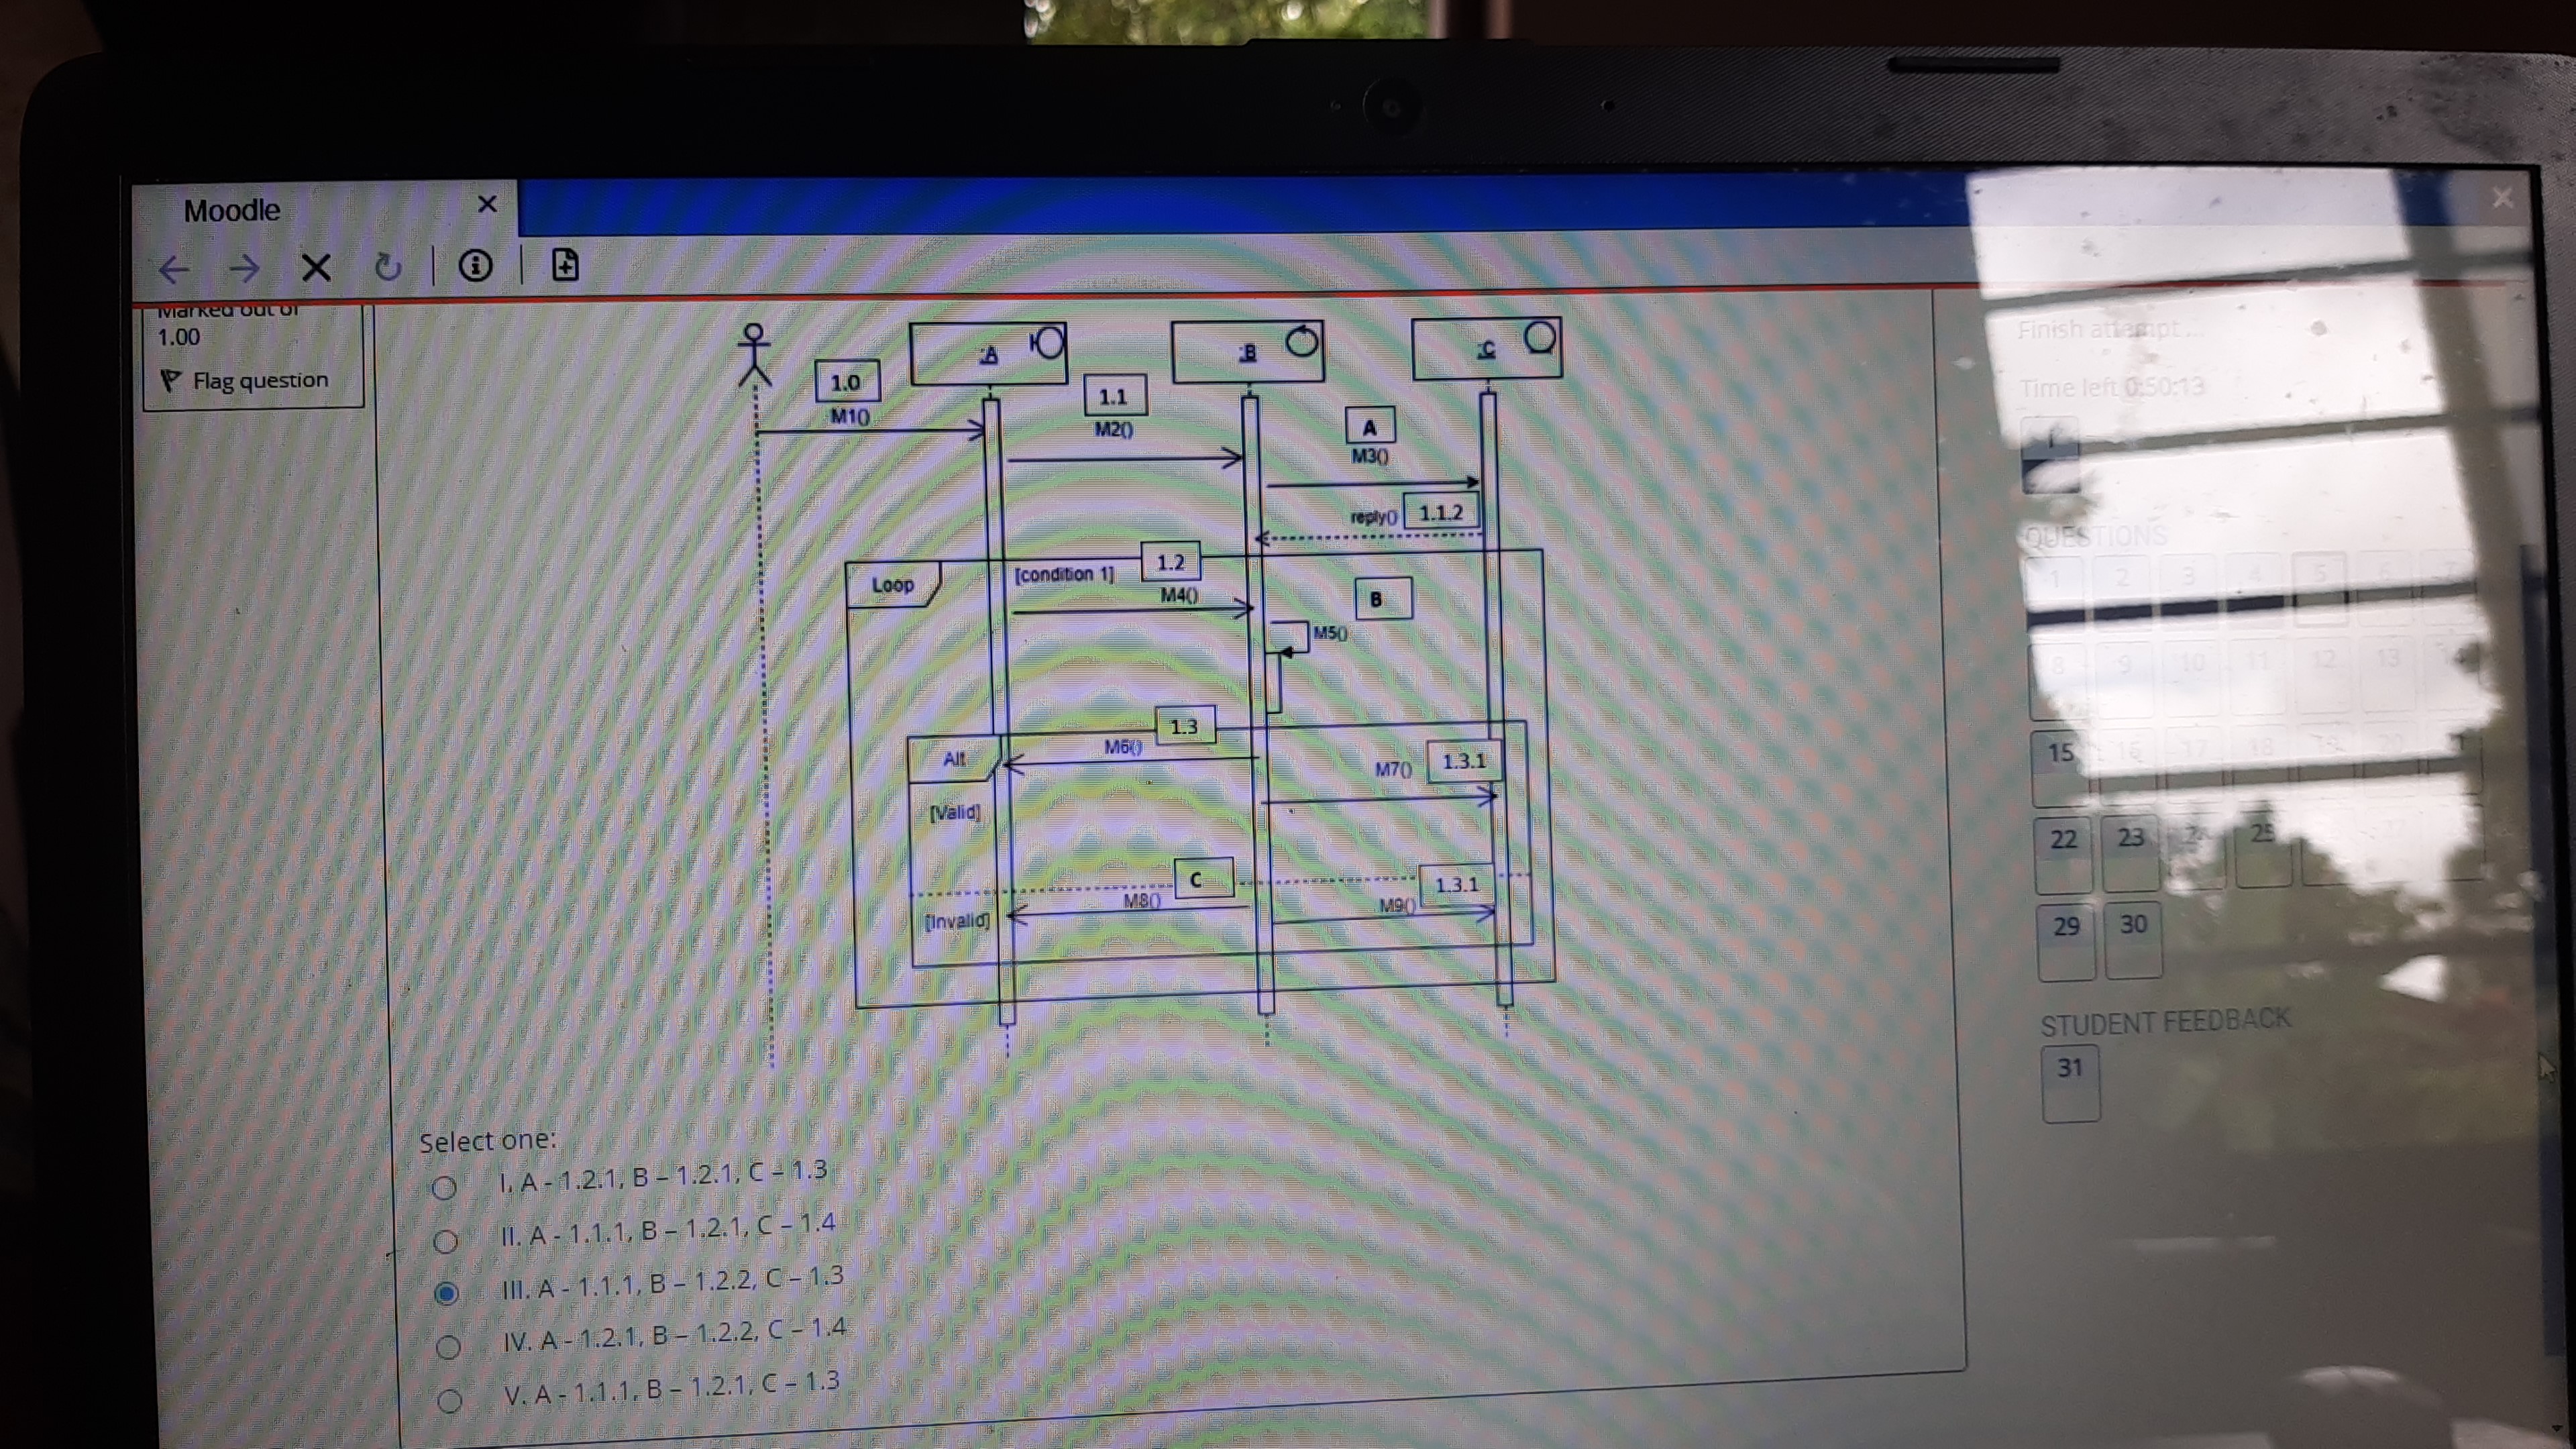 Moodle
Marked out of
1.00
Flag question
:A
:B
:C
1.0
M1()
1.1
M2()
A
M3()
reply()
1.1.2
Loop
[condition 1]
1.2
M4()
B
M5()
1.3
Alt
M6()
M7()
1.3.1
[Valid]
C
1.3.1
[Invalid]
M8()
M9()
Select one:
I. A - 1.2.1, B – 1.2.1, C – 1.3
II. A - 1.1.1, B – 1.2.1, C – 1.4
III. A - 1.1.1, B – 1.2.2, C – 1.3
IV. A - 1.2.1, B – 1.2.2, C – 1.4
V. A - 1.1.1, B – 1.2.1, C – 1.3
Finish attempt ...
Time left 0:50:13
i
QUESTIONS
1 2 3 4 5 6 7
8 9 10 11 12 13 14
15 16 17 18 19 20
22 23 24 25
29 30
STUDENT FEEDBACK
31